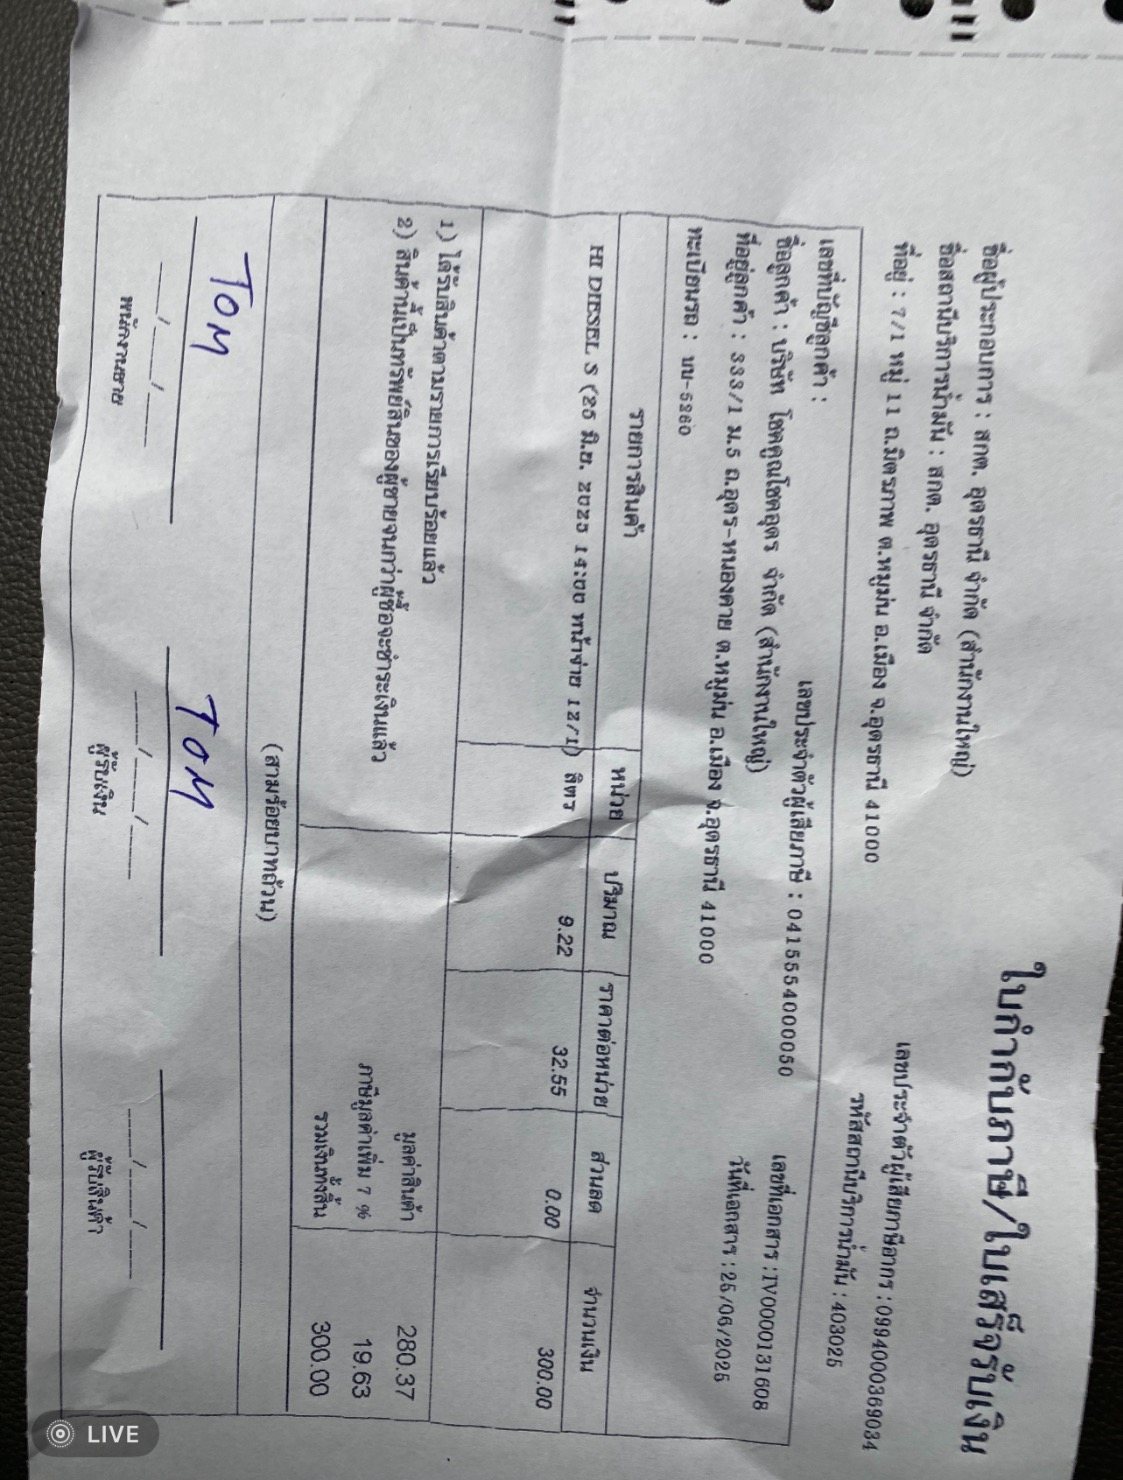 ใบกำกับภาษี/ใบเสร็จรับเงิน
ชื่อผู้ประกอบการ : สกต. อุดรธานี จำกัด (สำนักงานใหญ่)
เลขประจำตัวผู้เสียภาษีอากร : 0994000369034
ชื่อสถานีบริการน้ำมัน : สกต. อุดรธานี จำกัด
รหัสสถานีบริการน้ำมัน : 403025
ที่อยู่ : 7/1 หมู่ 11 ถ.มิตรภาพ ต.หมูม่น อ.เมือง จ.อุดรธานี 41000
เลขที่บัญชีลูกค้า :
เลขประจำตัวผู้เสียภาษี : 0415554000050
เลขที่เอกสาร : IV0000131608
ชื่อลูกค้า : บริษัท โชคคูณโชคอุดร จำกัด (สำนักงานใหญ่)
วันที่เอกสาร : 25/06/2025
ที่อยู่ลูกค้า : 333/1 ม.5 ถ.อุดร-หนองคาย ต.หมูม่น อ.เมือง จ.อุดรธานี 41000
ทะเบียนรถ : บบ-5360
รายการสินค้า หน่วย ปริมาณ ราคาต่อหน่วย ส่วนลด จำนวนเงิน
HI DIESEL S (25 มิ.ย. 2025 14:00 หน้าจ่าย 12/1) ลิตร 9.22 32.55 0.00 300.00
1) ได้รับสินค้าตามรายการเรียบร้อยแล้ว
มูลค่าสินค้า 280.37
2) สินค้านี้เป็นทรัพย์สินของผู้ขายจนกว่าผู้ซื้อจะชำระเงินแล้ว
ภาษีมูลค่าเพิ่ม 7 % 19.63
รวมเงินทั้งสิ้น 300.00
(สามร้อยบาทถ้วน)
TOM TOM
___/___/___ ___/___/___ ___/___/___
พนักงานขาย ผู้รับเงิน ผู้รับสินค้า
LIVE